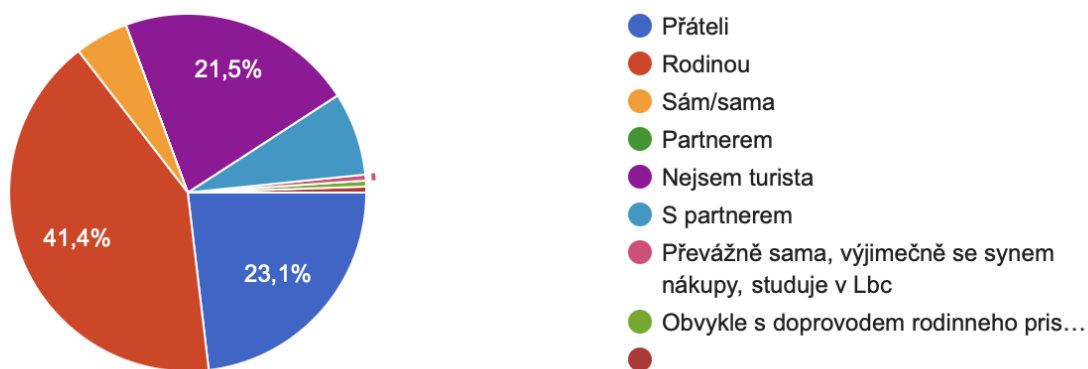 21,5%
41,4%
23,1%
Přáteli
Rodinou
Sám/sama
Partnerem
Nejsem turista
S partnerem
Převážně sama, výjimečně se synem
nákupy, studuje v Lbc
Obvykle s doprovodem rodinneho pris…